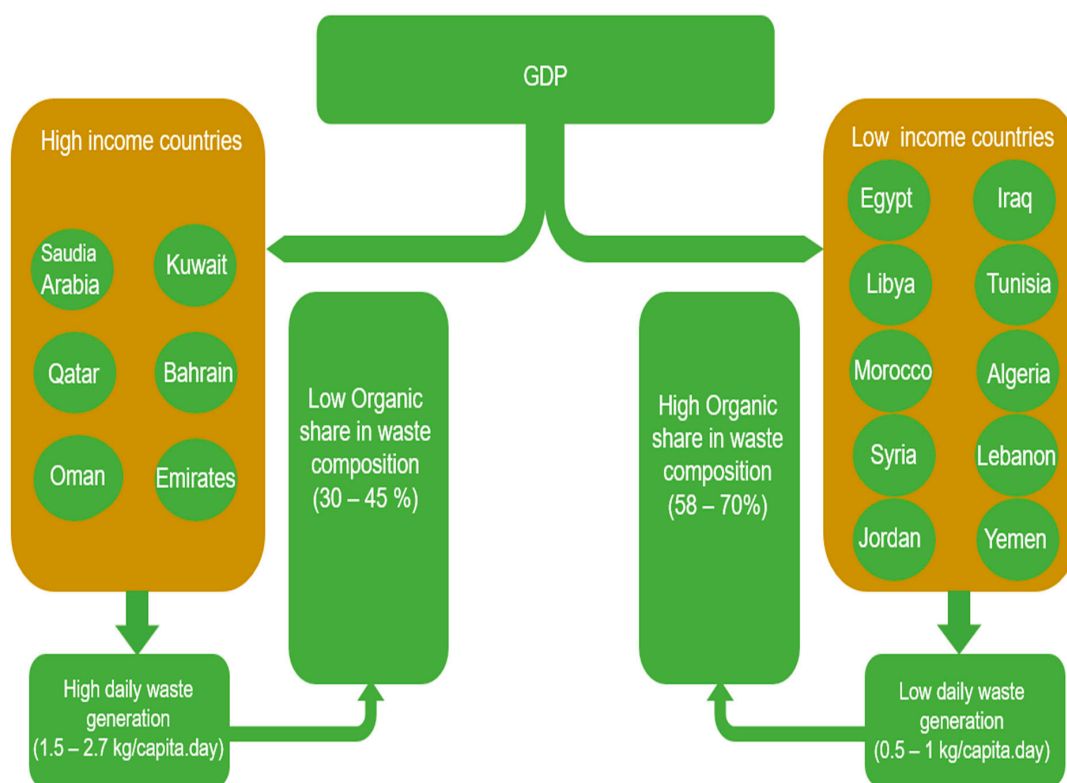 GDP
High income countries
Saudia
Arabia
Kuwait
Qatar
Bahrain
Oman
Emirates
High daily waste
generation
(1.5 – 2.7 kg/capita.day)
Low Organic
share in waste
composition
(30 – 45 %)
High Organic
share in waste
composition
(58 – 70%)
Low income countries
Egypt
Iraq
Libya
Tunisia
Morocco
Algeria
Syria
Lebanon
Jordan
Yemen
Low daily waste
generation
(0.5 – 1 kg/capita.day)